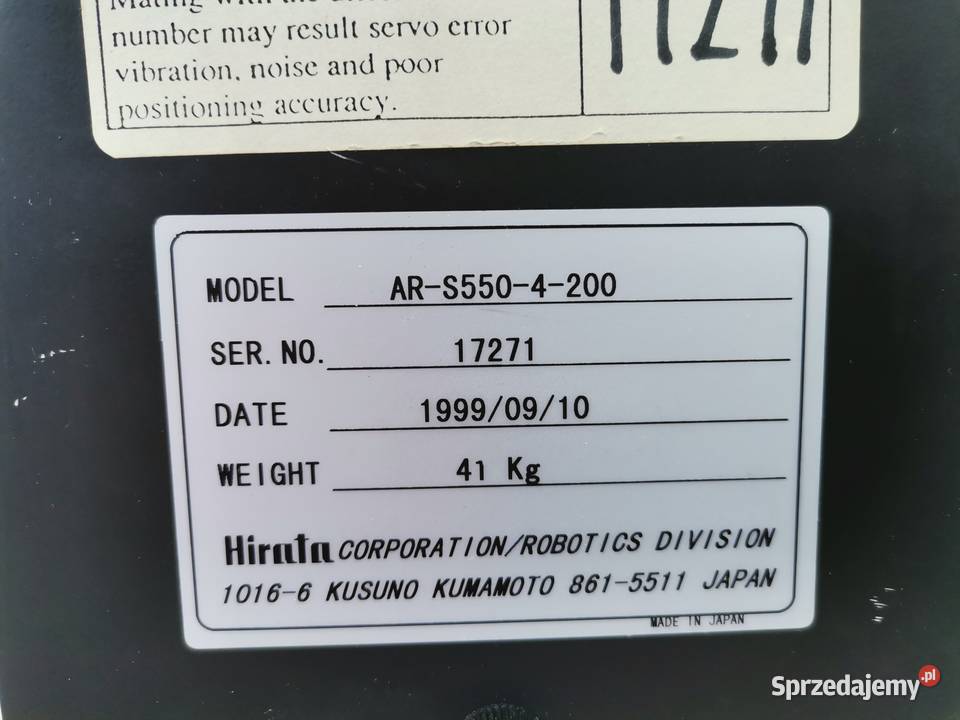 number may result servo error
vibration, noise and poor
positioning accuracy.
17271
MODEL AR-S550-4-200
SER. NO. 17271
DATE 1999/09/10
WEIGHT 41 Kg
Hirata CORPORATION/ROBOTICS DIVISION
1016-6 KUSUNO KUMAMOTO 861-5511 JAPAN
MADE IN JAPAN
Sprzedajemy.pl